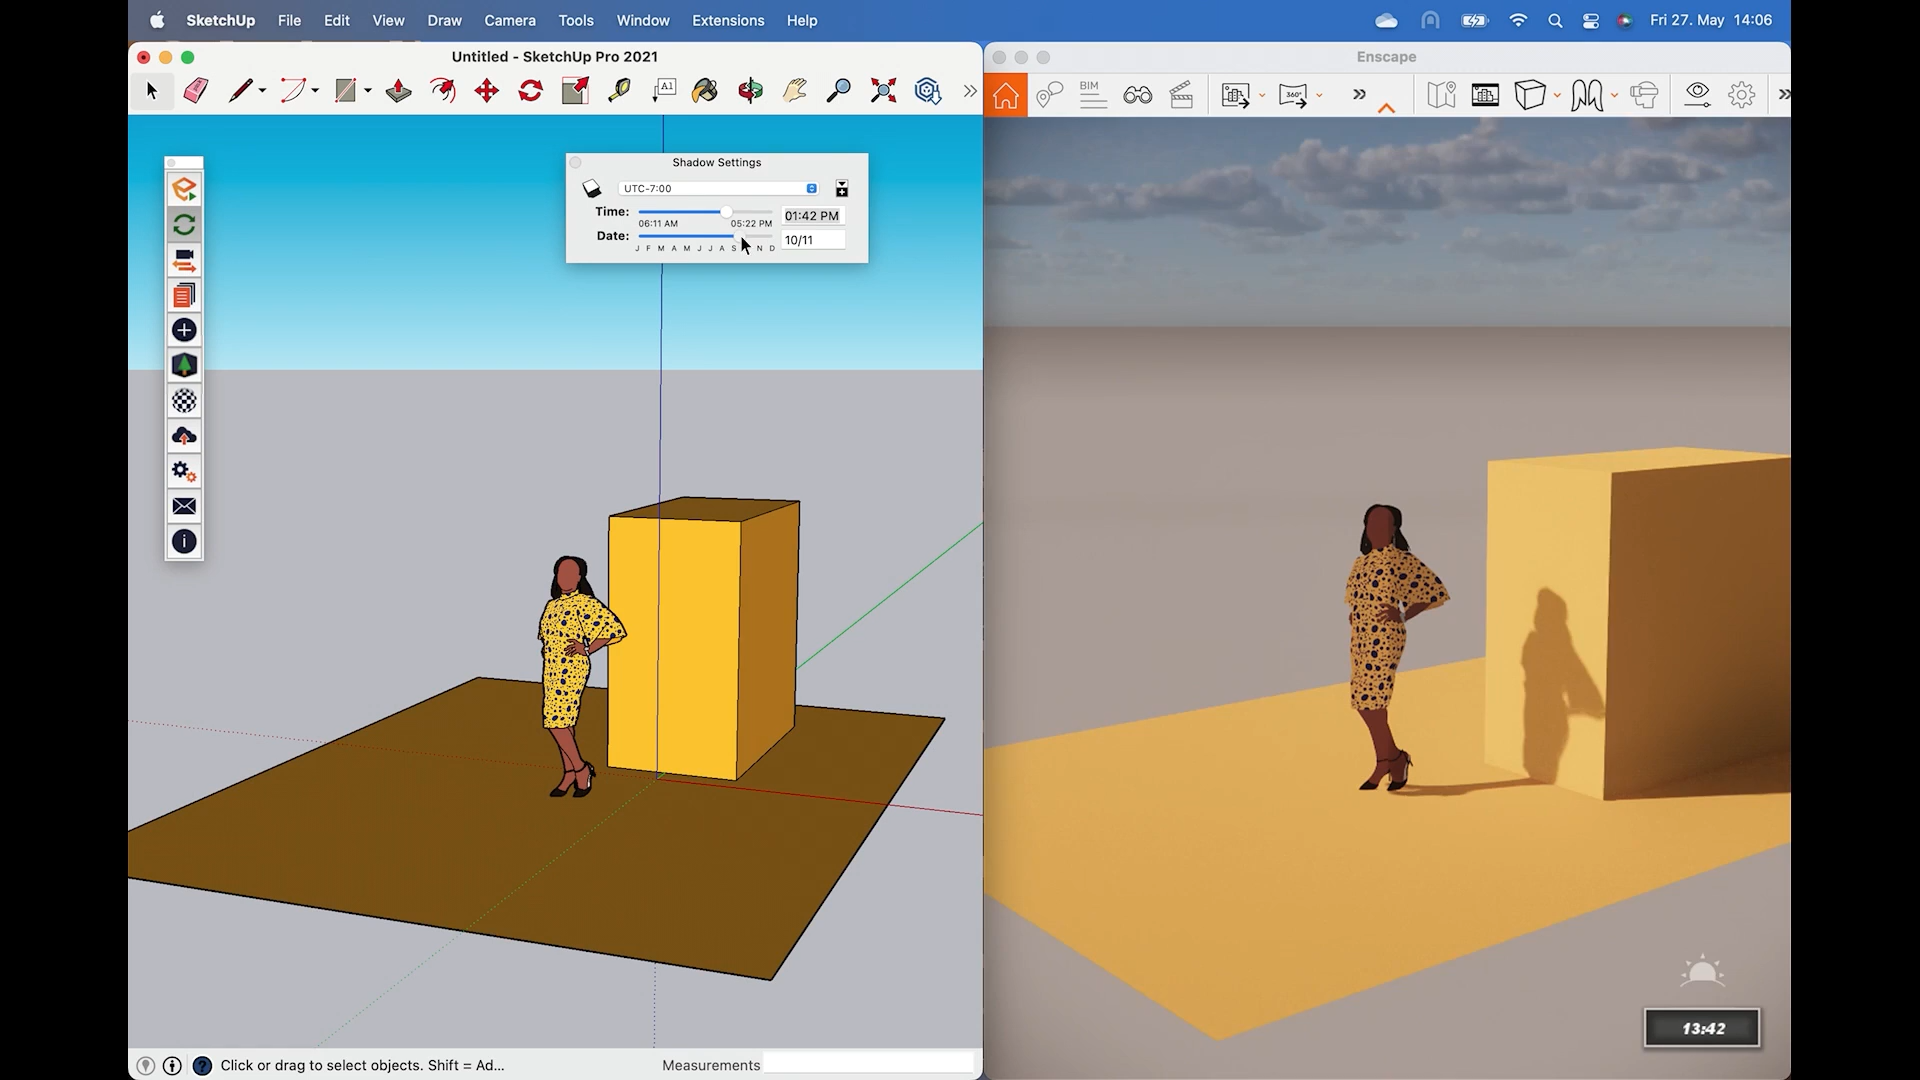 SketchUp File Edit View Draw Camera Tools Window Extensions Help
Fri 27. May 14:06
Untitled - SketchUp Pro 2021
A1
Shadow Settings
UTC-7:00
Time:
01:42 PM
06:11 AM
05:22 PM
Date:
10/11
J F M A M J J A S N D
Click or drag to select objects. Shift = Ad...
Measurements
Enscape
BIM
360°
13:42